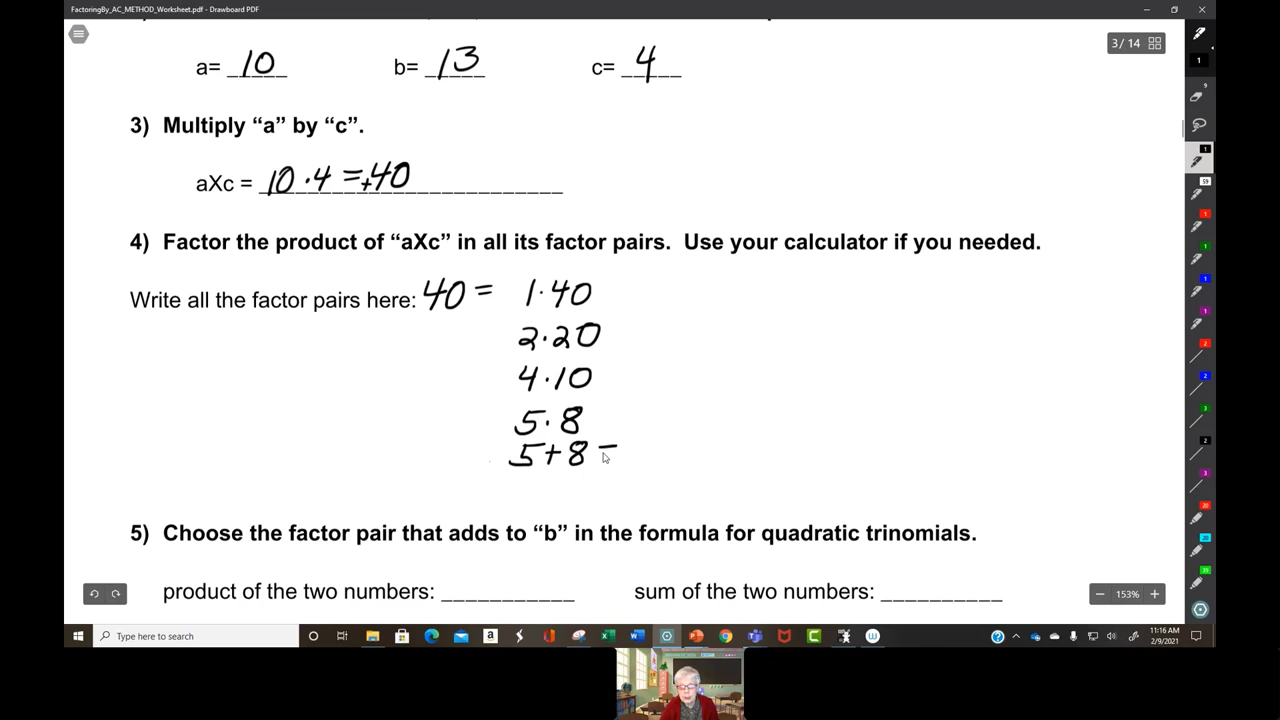 FactoringBy_AC_METHOD_Worksheet.pdf - Drawboard PDF
3 / 14
a= 10 b= 13 c= 4
3) Multiply “a” by “c”.
aXc = 10 · 4 = +40
4) Factor the product of “aXc” in all its factor pairs. Use your calculator if you needed.
Write all the factor pairs here: 40 = 1 · 40
2 · 20
4 · 10
5 · 8
5 + 8 =
5) Choose the factor pair that adds to “b” in the formula for quadratic trinomials.
product of the two numbers: __________ sum of the two numbers: __________
153%
Type here to search
11:16 AM
2/9/2021